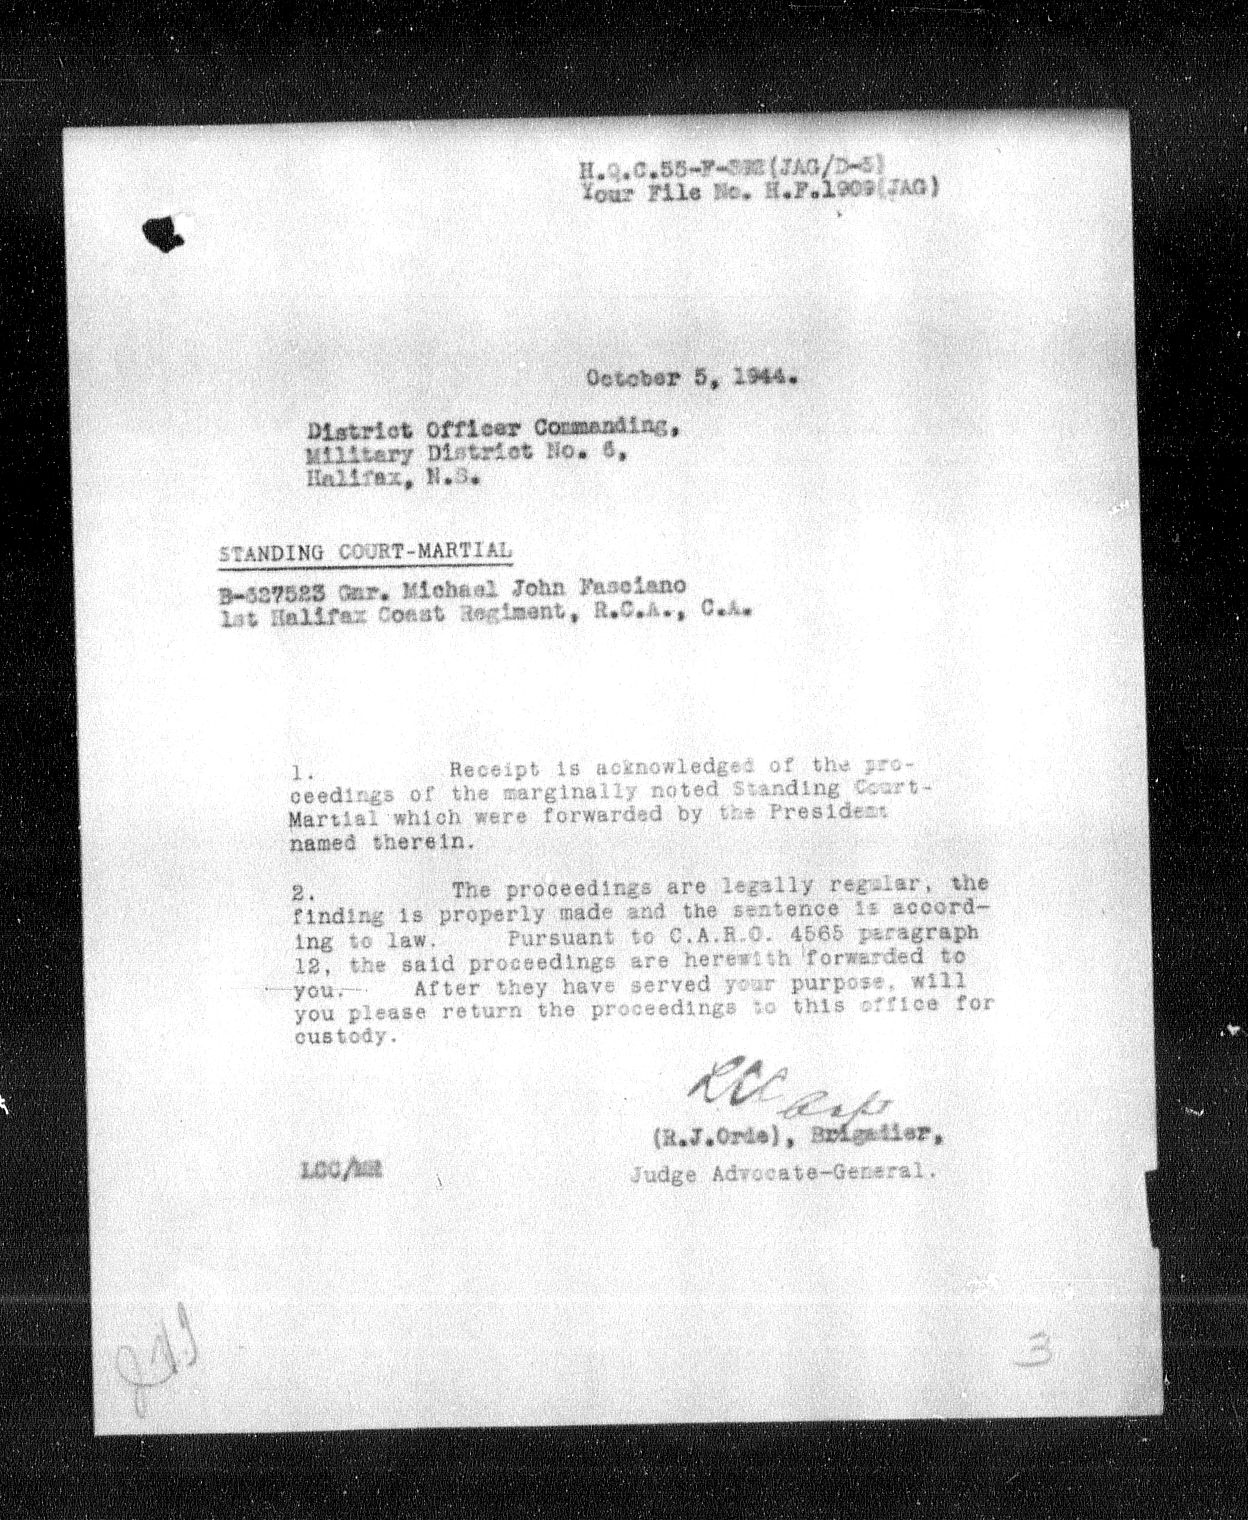 H.Q.C.55-F-332(JAG/D-3)
Your File No. H.F.1909(JAG)
October 5, 1944.
District Officer Commanding,
Military District No. 6,
Halifax, N.S.
STANDING COURT-MARTIAL
B-627523 Gnr. Michael John Fasciano
1st Halifax Coast Regiment, R.C.A., C.A.
1. Receipt is acknowledged of the pro-
ceedings of the marginally noted Standing Court-
Martial which were forwarded by the President
named therein.
2. The proceedings are legally regular, the
finding is properly made and the sentence is accord-
ing to law. Pursuant to C.A.R.O. 4565 paragraph
12, the said proceedings are herewith forwarded to
you. After they have served your purpose, will
you please return the proceedings to this office for
custody.
(R.J.Orde), Brigadier,
LCC/
Judge Advocate-General.
3